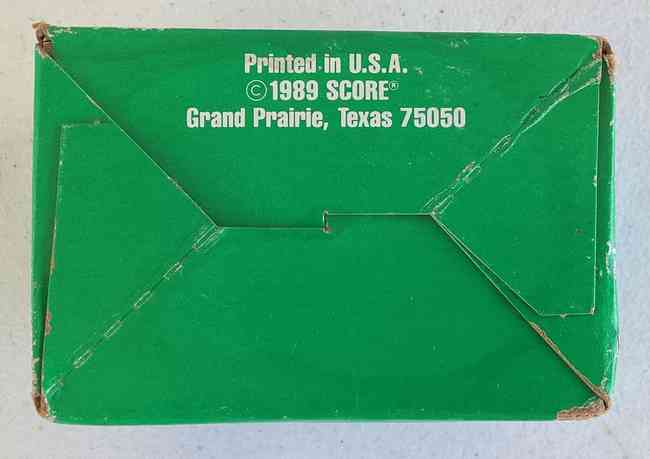 Printed in U.S.A.
©1989 SCORE®
Grand Prairie, Texas 75050